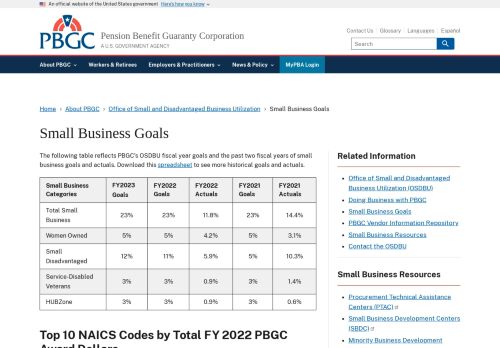 An official website of the United States government Here's how you know
PBGC
Pension Benefit Guaranty Corporation
A U.S. GOVERNMENT AGENCY
Contact Us Glossary Languages Español
Search
About PBGC Workers & Retirees Employers & Practitioners News & Policy MyPBA Login
Home > About PBGC > Office of Small and Disadvantaged Business Utilization > Small Business Goals
Small Business Goals
The following table reflects PBGC's OSDBU fiscal year goals and the past two fiscal years of
small business goals and actuals. Download this spreadsheet to see more historical goals and actuals.
Small Business Categories FY2023 Goals FY2022 Goals FY2022 Actuals FY2021 Goals FY2021 Actuals
Total Small Business 23% 23% 11.8% 23% 14.4%
Women Owned 5% 5% 4.2% 5% 3.1%
Small Disadvantaged 12% 11% 5.9% 5% 10.3%
Service-Disabled Veterans 3% 3% 0.9% 3% 1.4%
HUBZone 3% 3% 0.9% 3% 0.6%
Top 10 NAICS Codes by Total FY 2022 PBGC
Award Dollars
Related Information
Office of Small and Disadvantaged
Business Utilization (OSDBU)
Doing Business with PBGC
Small Business Goals
PBGC Vendor Information Repository
Small Business Resources
Contact the OSDBU
Small Business Resources
Procurement Technical Assistance
Centers (PTAC)
Small Business Development Centers
(SBDC)
Minority Business Development